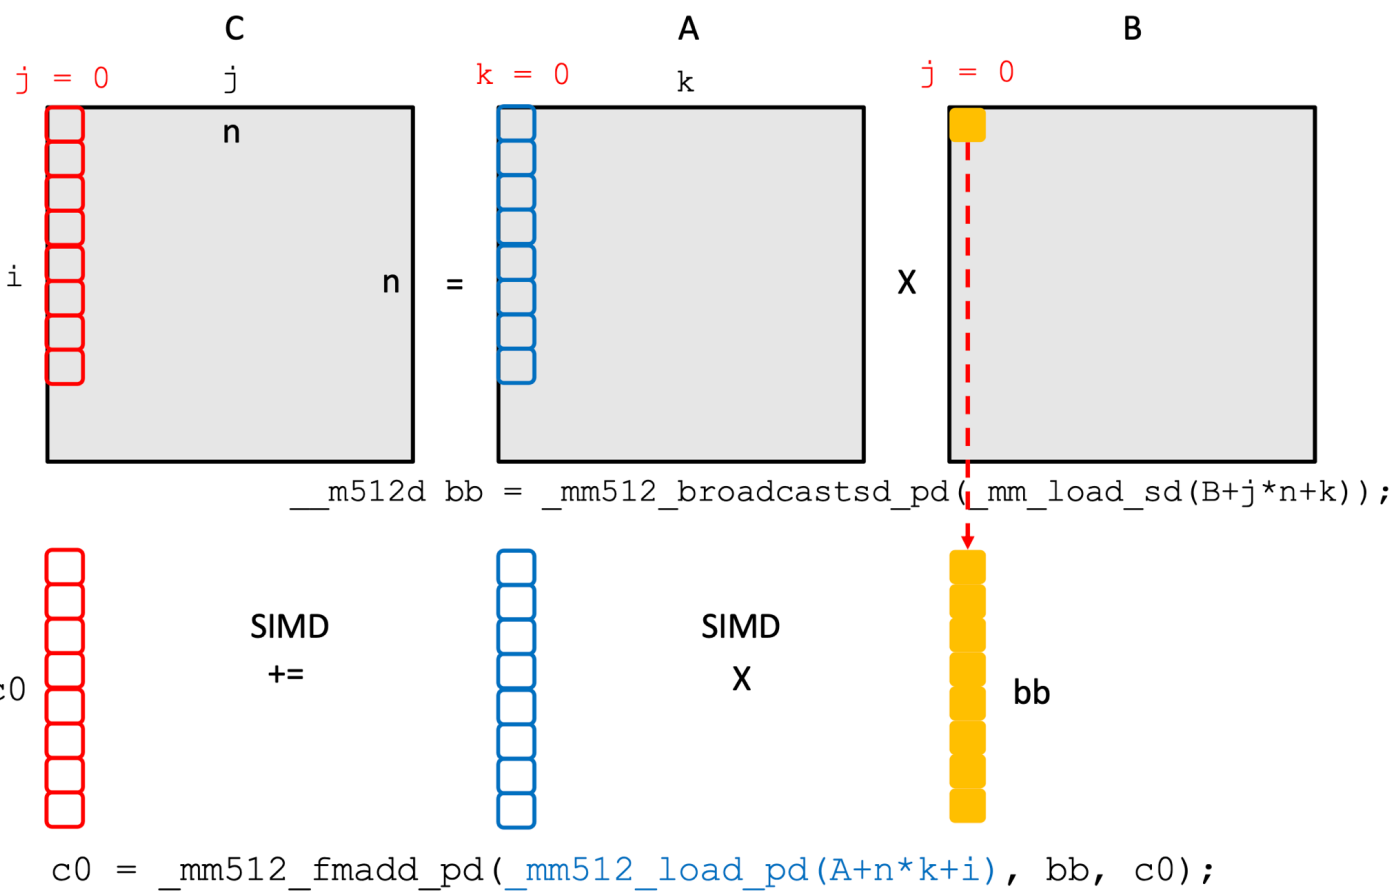 C A B
j = 0 j k = 0 k j = 0
n
i n = X
__m512d bb = _mm512_broadcastsd_pd(_mm_load_sd(B+j*n+k));
SIMD SIMD
+= X
c0 bb
c0 = _mm512_fmadd_pd(_mm512_load_pd(A+n*k+i), bb, c0);